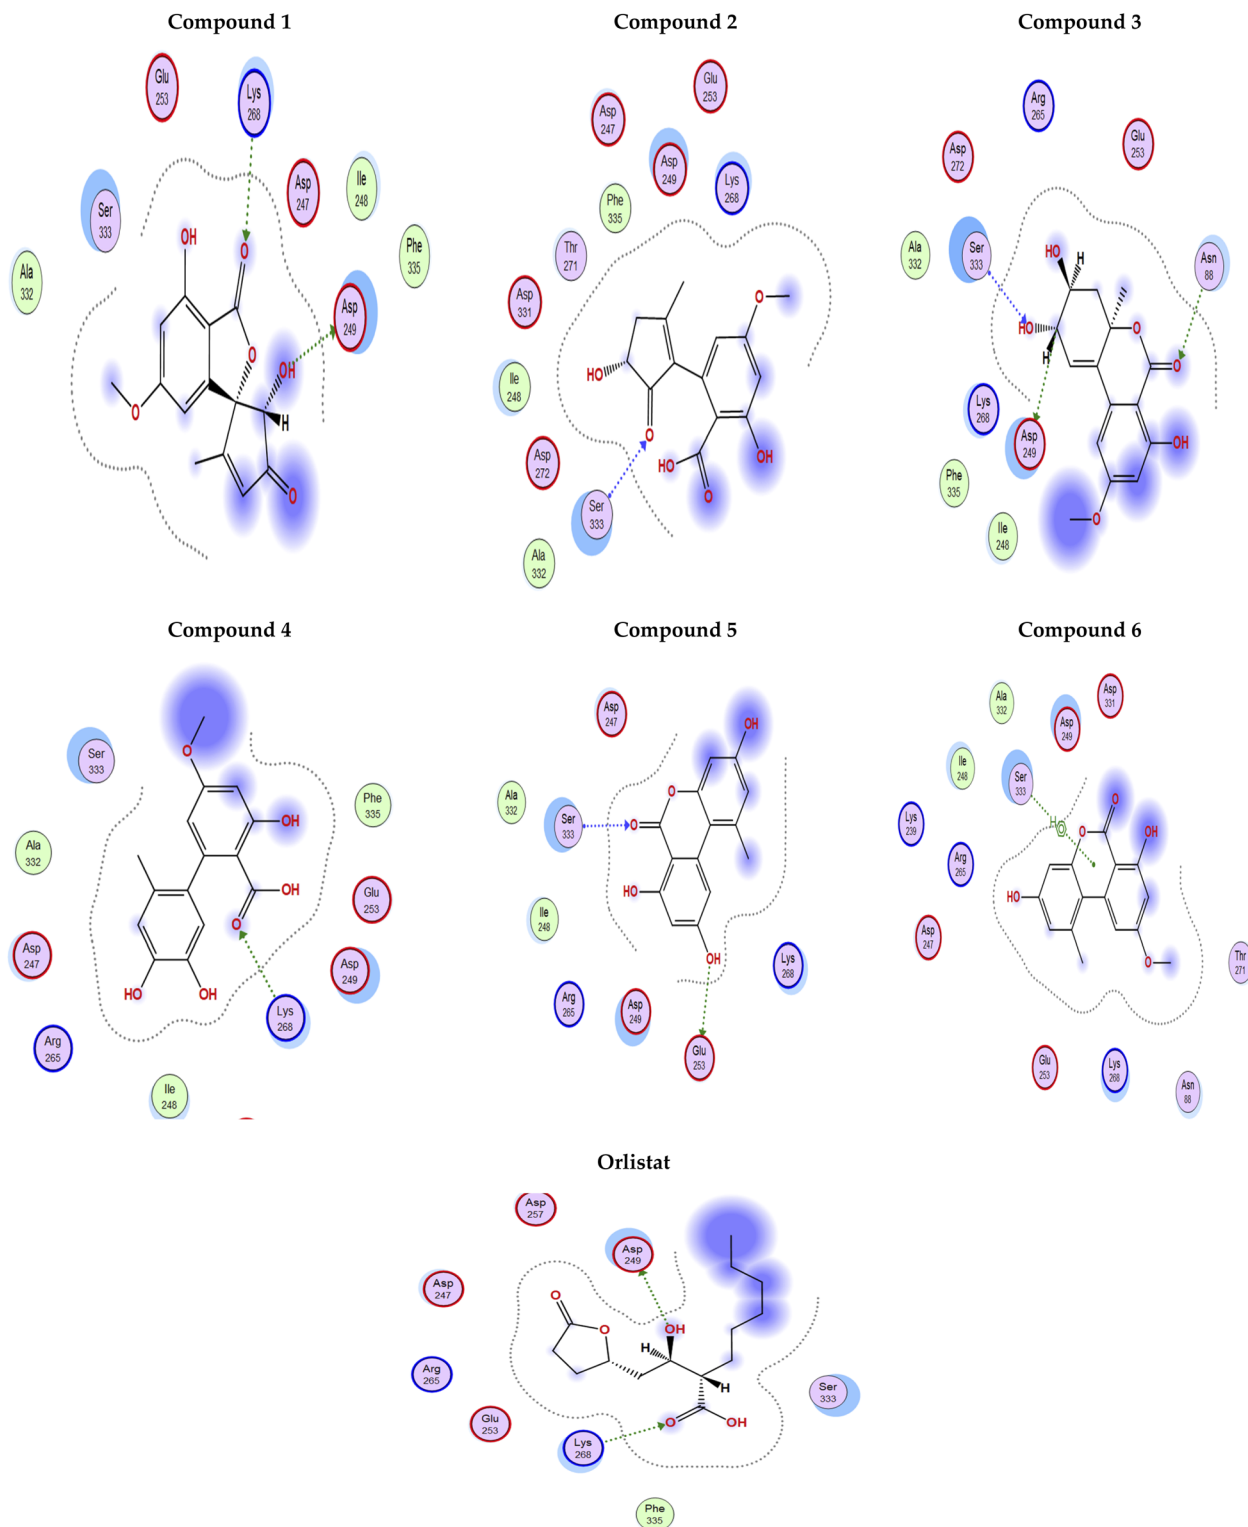 Compound 1
Compound 2
Compound 3
Glu
253
Lys
268
Asp
247
Ile
248
Ser
333
Phe
335
Ala
332
Asp
249
OH
O
O
OH
O
H
O
Glu
253
Asp
247
Asp
249
Lys
268
Phe
335
Thr
271
Asp
331
Ile
248
Asp
272
Ser
333
Ala
332
O
HO
O
HO
OH
O
Arg
265
Glu
253
Asp
272
Ala
332
Ser
333
Asn
88
HO
H
HO
H
O
O
Lys
268
Asp
249
OH
Phe
335
Ile
248
O
Compound 4
Compound 5
Compound 6
Ser
333
O
Phe
335
OH
Ala
332
OH
O
Glu
253
Asp
247
Asp
249
HO
OH
Lys
268
Arg
265
Ile
248
Asp
247
OH
Ala
332
O
Ser
333
O
HO
Ile
248
OH
Lys
268
Arg
265
Asp
249
Glu
253
Ala
332
Asp
331
Asp
249
Ile
248
Ser
333
O
Lys
239
H
O
O
OH
Arg
265
HO
Asp
247
O
Thr
271
Glu
253
Lys
268
Asn
88
Orlistat
Asp
257
Asp
249
Asp
247
O
O
OH
H
Arg
265
H
Ser
333
Glu
253
O
OH
Lys
268
Phe
335